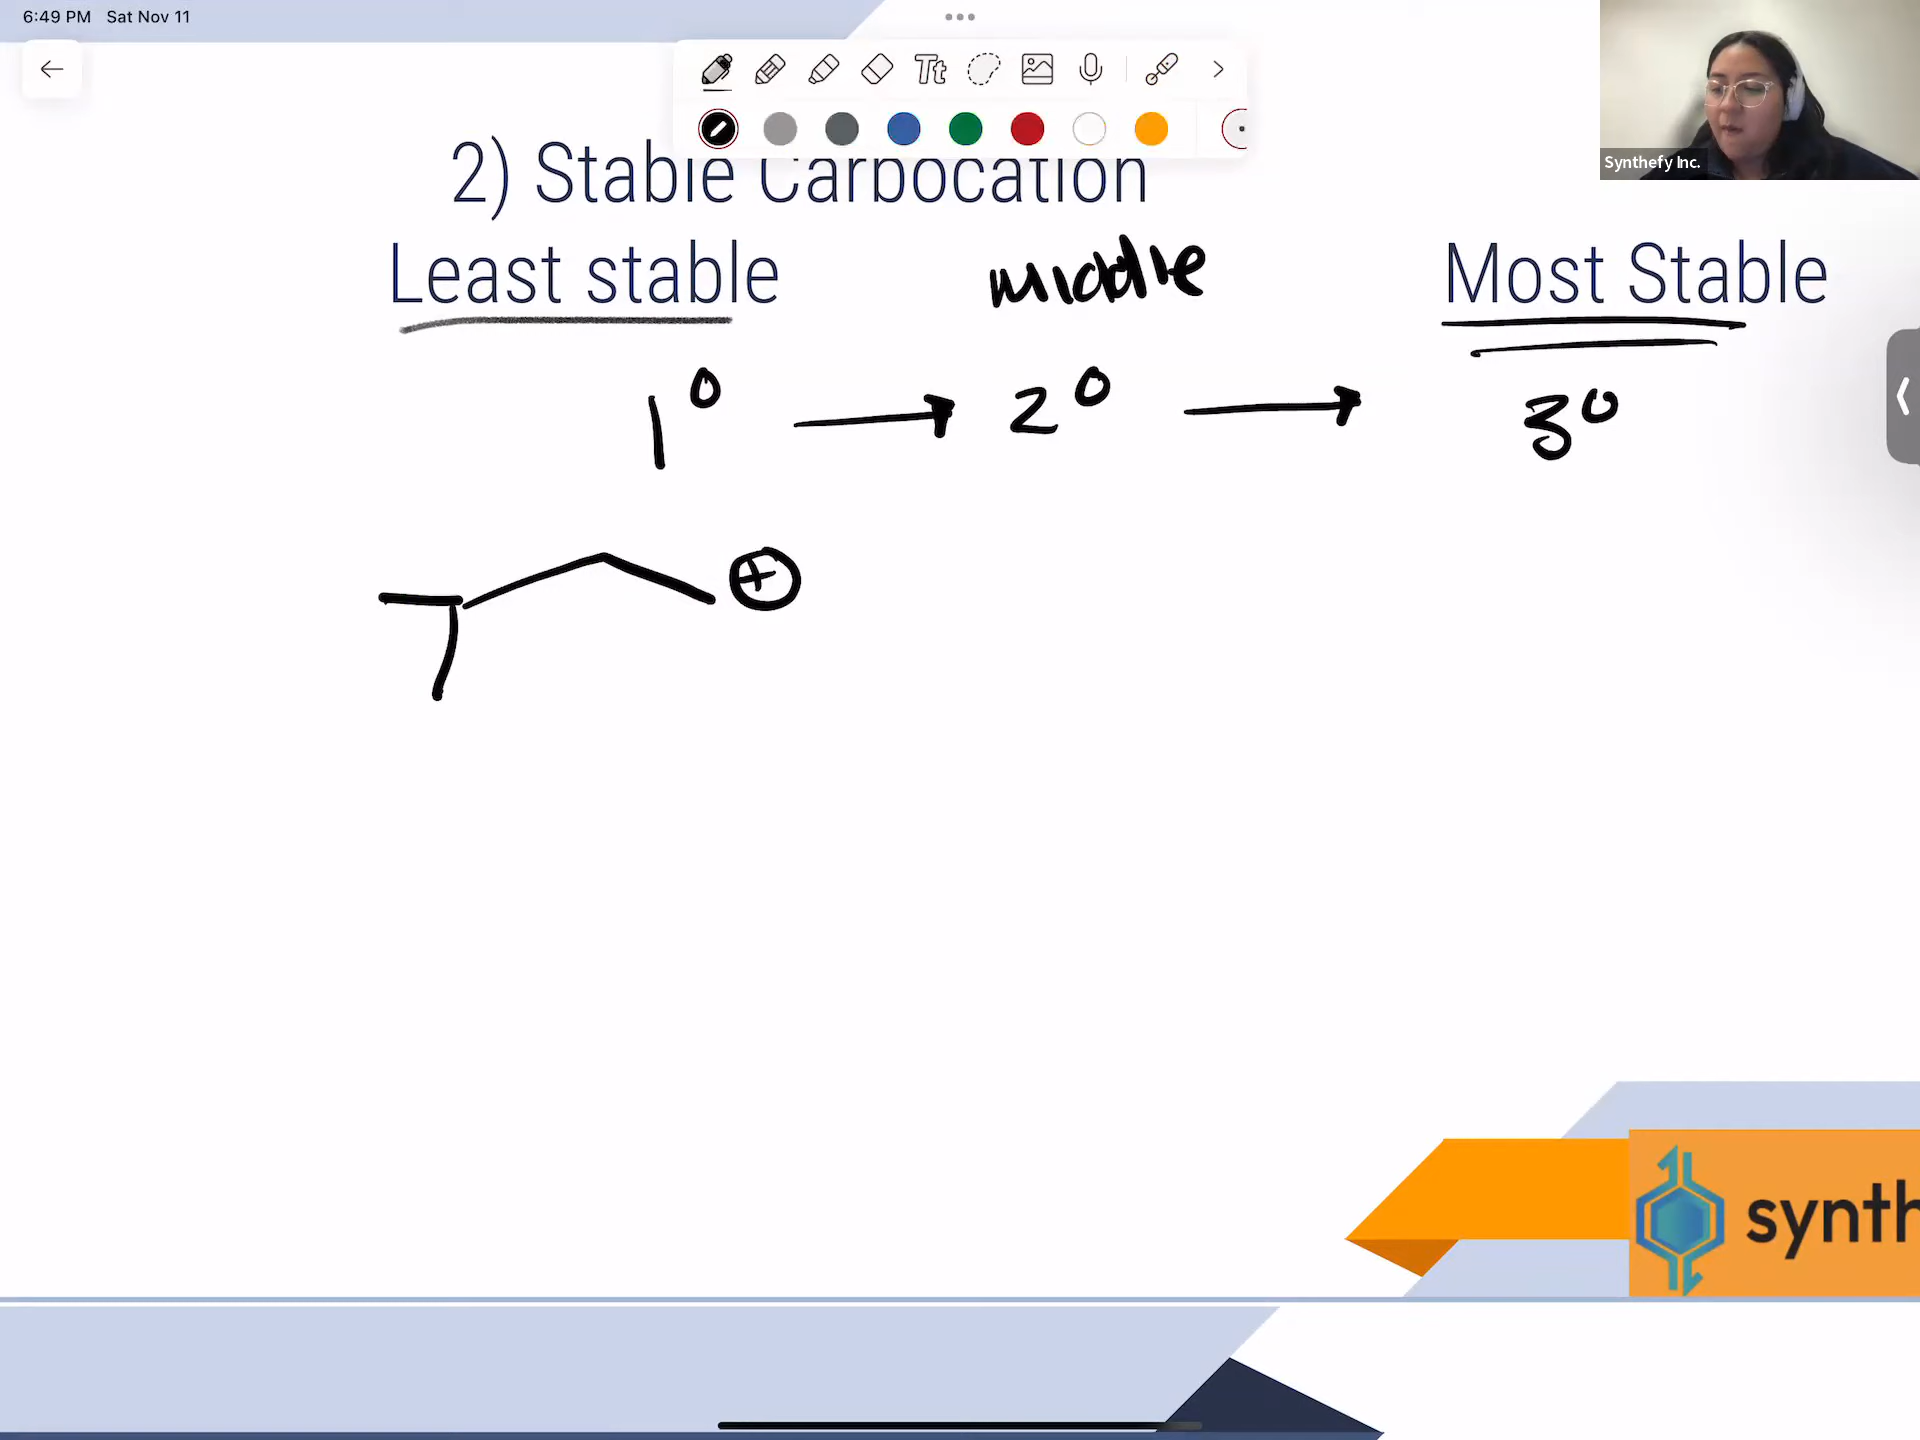 6:49 PM Sat Nov 11
Tt
Synthefy Inc.
2) Stable Carbocation
Least stable middle Most Stable
1° → 2° → 3°
+
synth